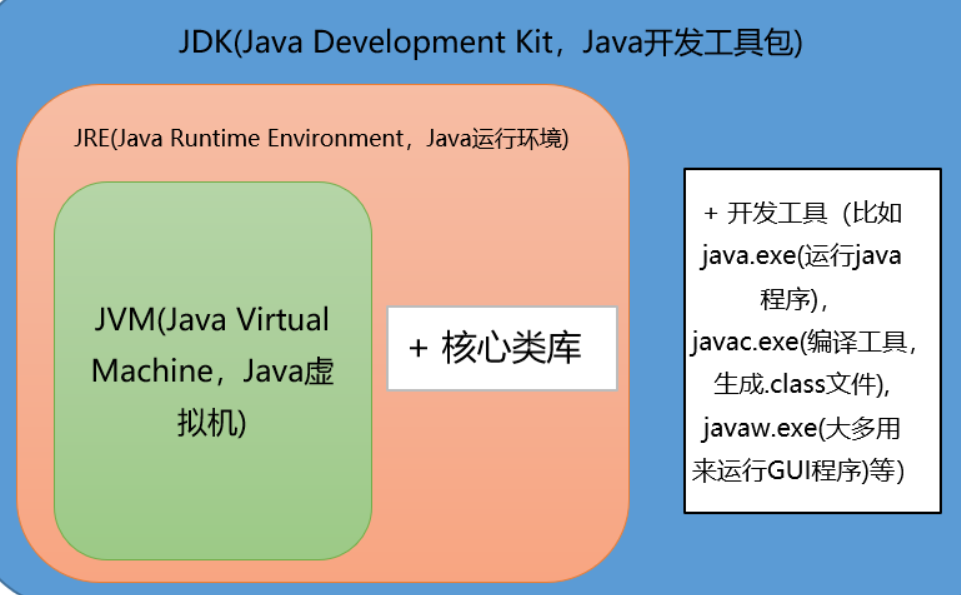 JDK(Java Development Kit，Java开发工具包)
JRE(Java Runtime Environment，Java运行环境)
JVM(Java Virtual
Machine，Java虚
拟机)
+ 核心类库
+ 开发工具（比如
java.exe(运行java
程序),
javac.exe(编译工具，
生成.class文件),
javaw.exe(大多用
来运行GUI程序)等）